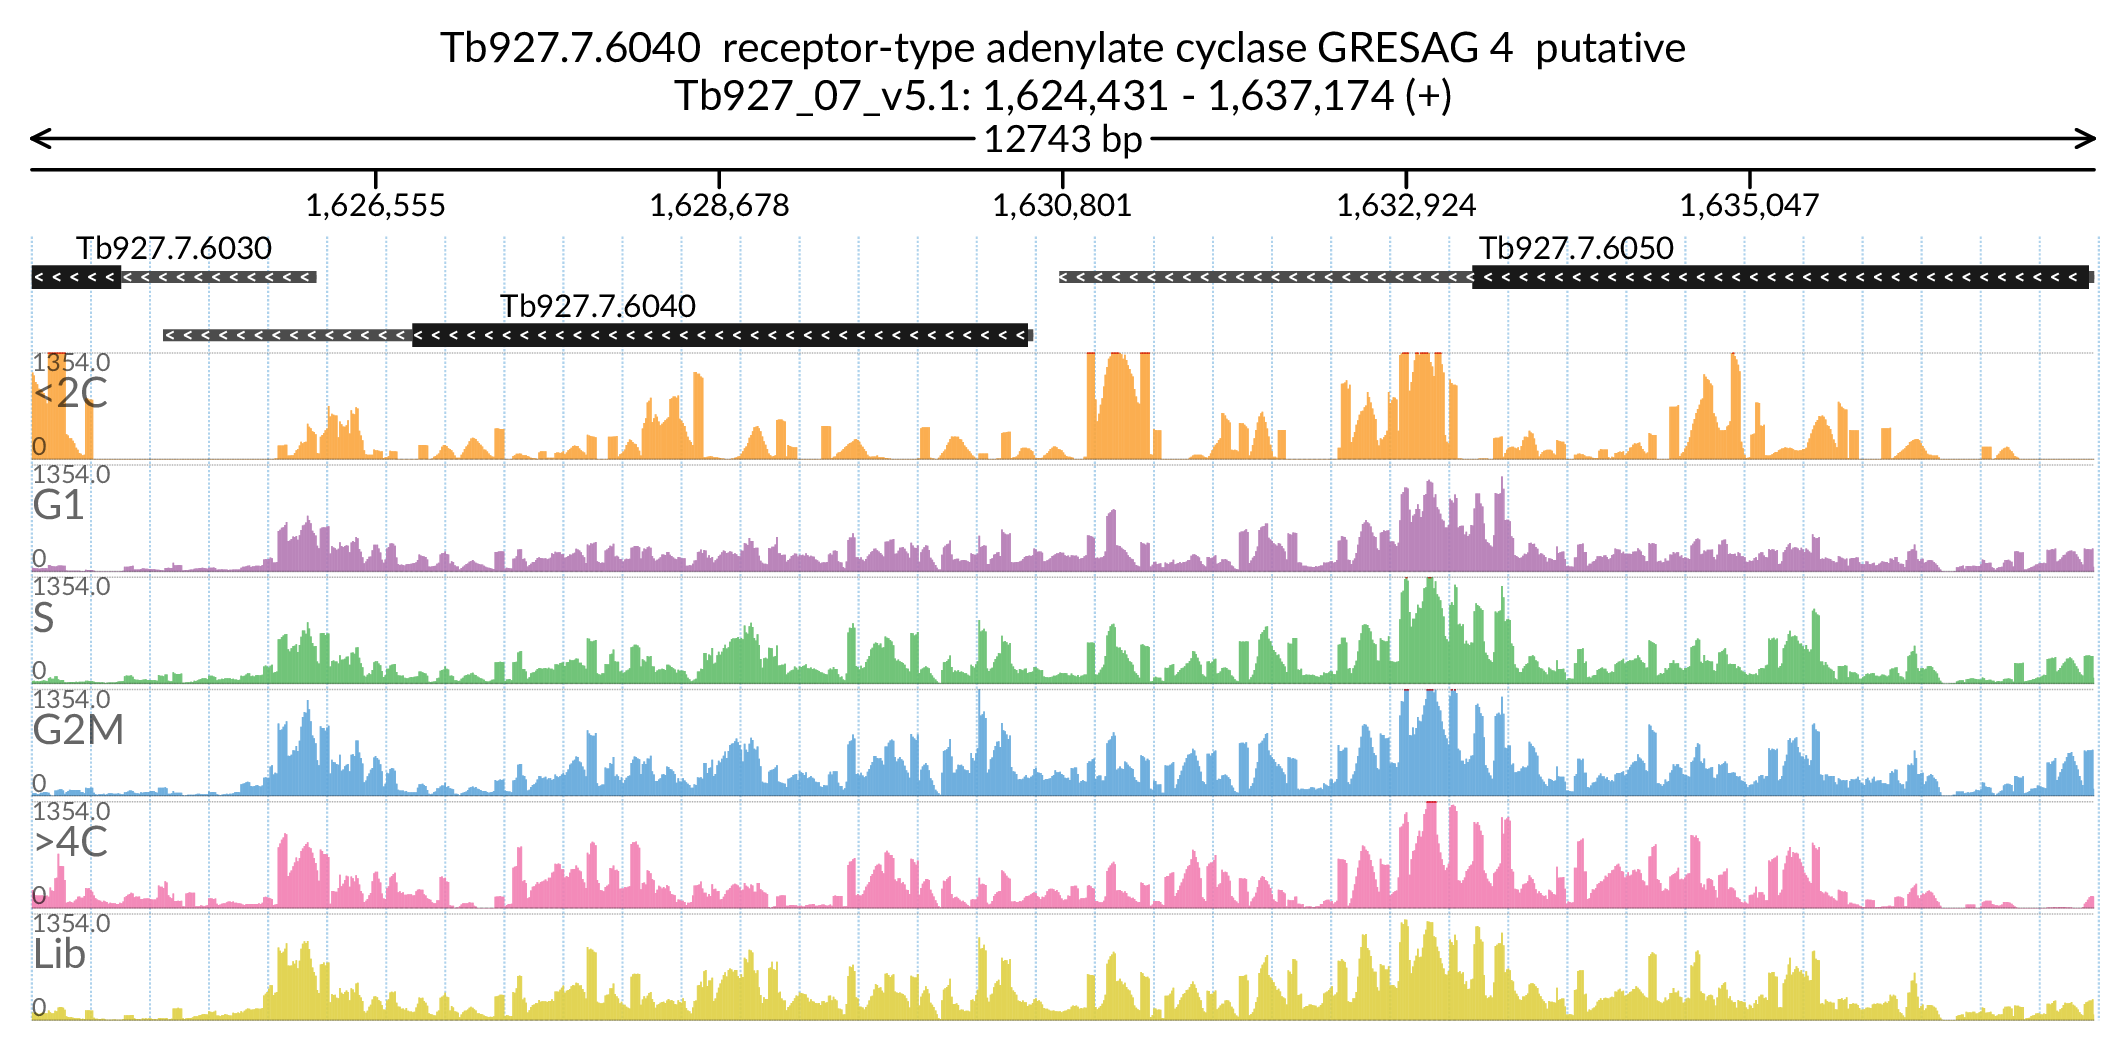 Tb927.7.6040  receptor-type adenylate cyclase GRESAG 4  putative
Tb927_07_v5.1: 1,624,431 - 1,637,174 (+)
12743 bp
1,626,555 1,628,678 1,630,801 1,632,924 1,635,047
Tb927.7.6030 Tb927.7.6050
Tb927.7.6040
1354.0
<2C
0
1354.0
G1
0
1354.0
S
0
1354.0
G2M
0
1354.0
>4C
0
1354.0
Lib
0